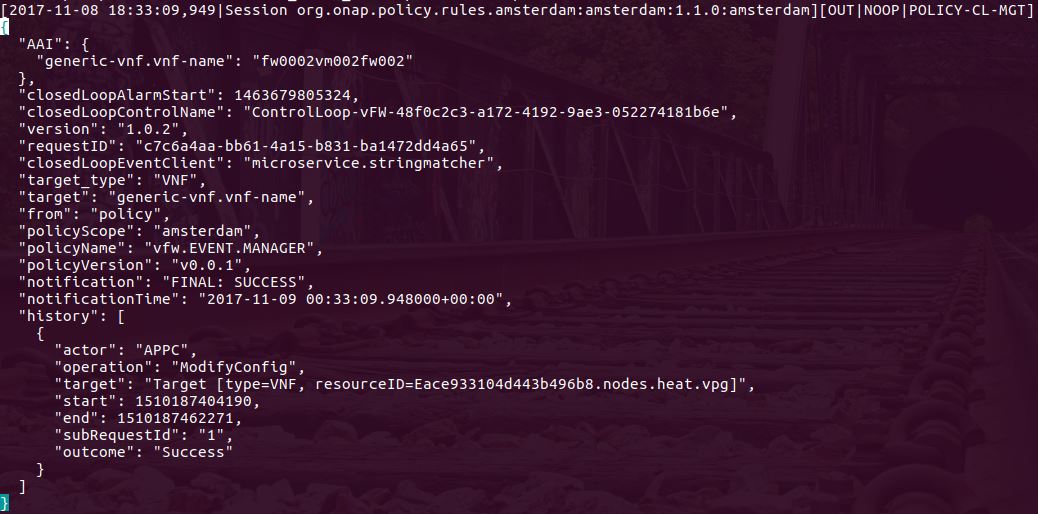 [2017-11-08 18:33:09,949|Session org.onap.policy.rules.amsterdam:amsterdam:1.1.0:amsterdam][OUT|NOOP|POLICY-CL-MGT]
{
  "AAI": {
    "generic-vnf.vnf-name": "fw0002vm002fw002"
  },
  "closedLoopAlarmStart": 1463679805324,
  "closedLoopControlName": "ControlLoop-vFW-48f0c2c3-a172-4192-9ae3-052274181b6e",
  "version": "1.0.2",
  "requestID": "c7c6a4aa-bb61-4a15-b831-ba1472dd4a65",
  "closedLoopEventClient": "microservice.stringmatcher",
  "target_type": "VNF",
  "target": "generic-vnf.vnf-name",
  "from": "policy",
  "policyScope": "amsterdam",
  "policyName": "vfw.EVENT.MANAGER",
  "policyVersion": "v0.0.1",
  "notification": "FINAL: SUCCESS",
  "notificationTime": "2017-11-09 00:33:09.948000+00:00",
  "history": [
    {
      "actor": "APPC",
      "operation": "ModifyConfig",
      "target": "Target [type=VNF, resourceID=Eace933104d443b496b8.nodes.heat.vpg]",
      "start": 1510187404190,
      "end": 1510187462271,
      "subRequestId": "1",
      "outcome": "Success"
    }
  ]
}